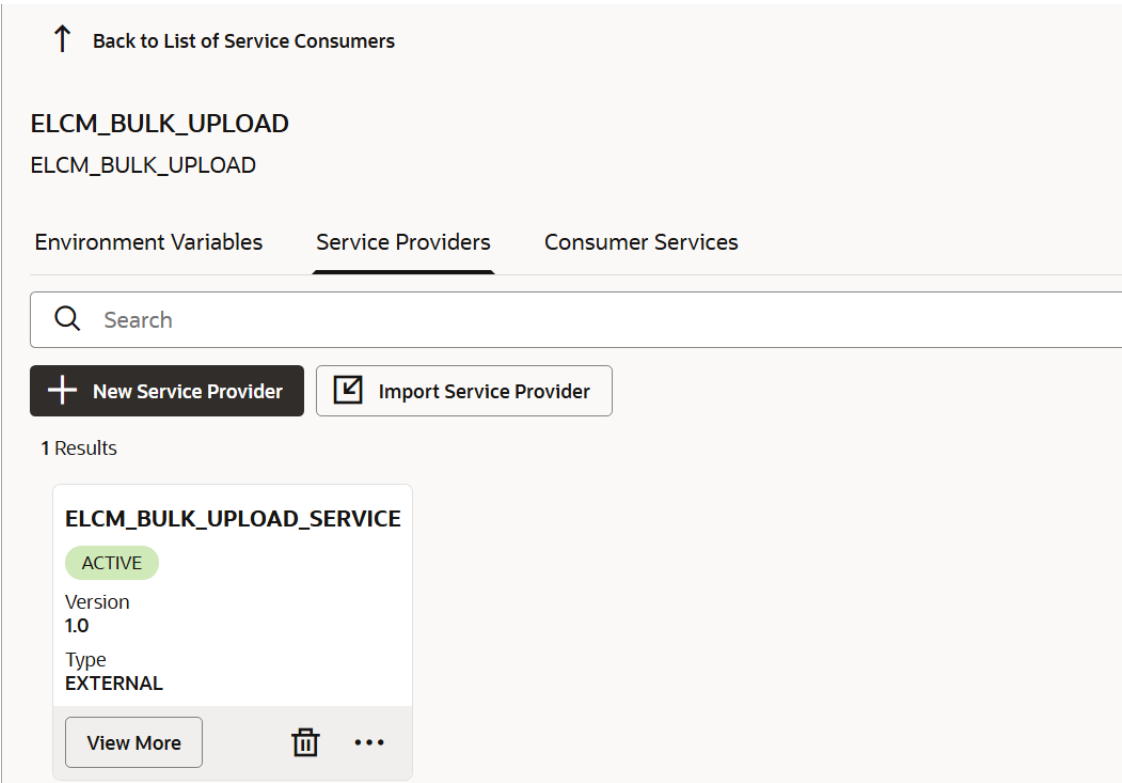 Back to List of Service Consumers
ELCM_BULK_UPLOAD
ELCM_BULK_UPLOAD
Environment Variables Service Providers Consumer Services
Search
New Service Provider Import Service Provider
1 Results
ELCM_BULK_UPLOAD_SERVICE
ACTIVE
Version
1.0
Type
EXTERNAL
View More